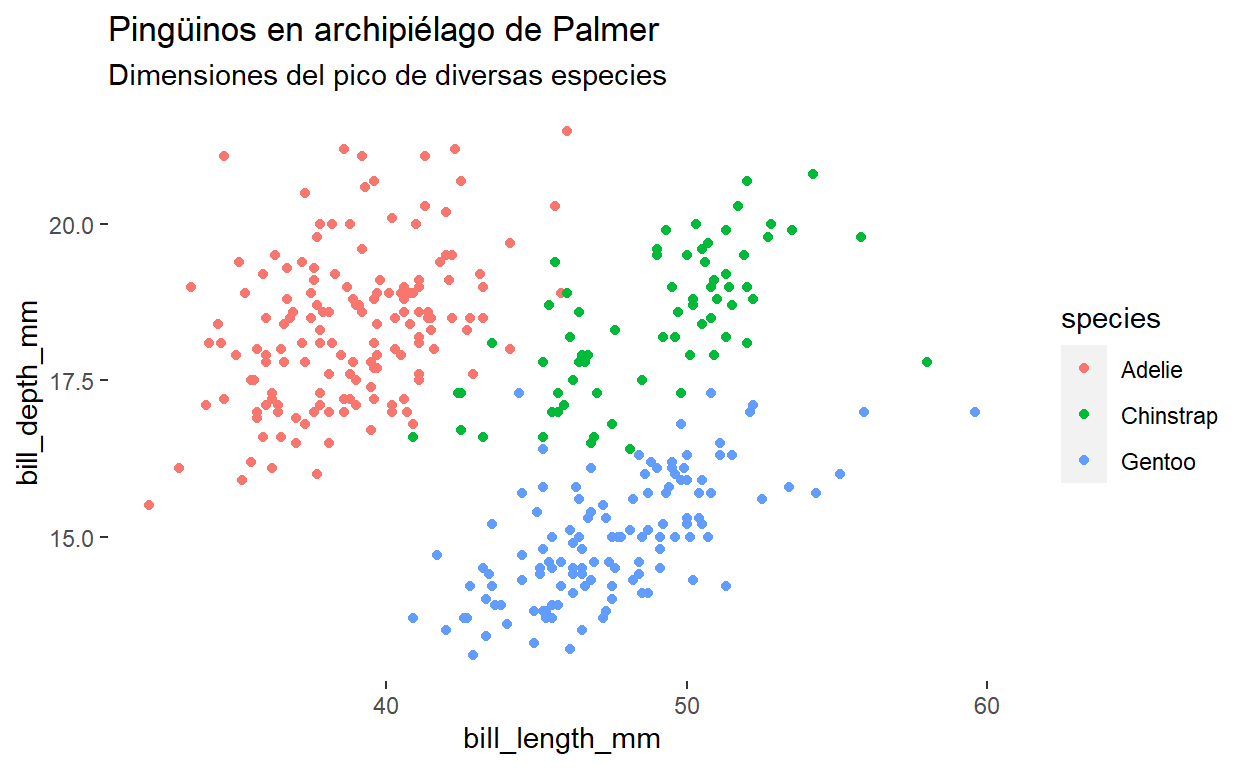 Pingüinos en archipiélago de Palmer
Dimensiones del pico de diversas especies
bill_depth_mm
20.0
17.5
15.0
40
50
60
bill_length_mm
species
Adelie
Chinstrap
Gentoo